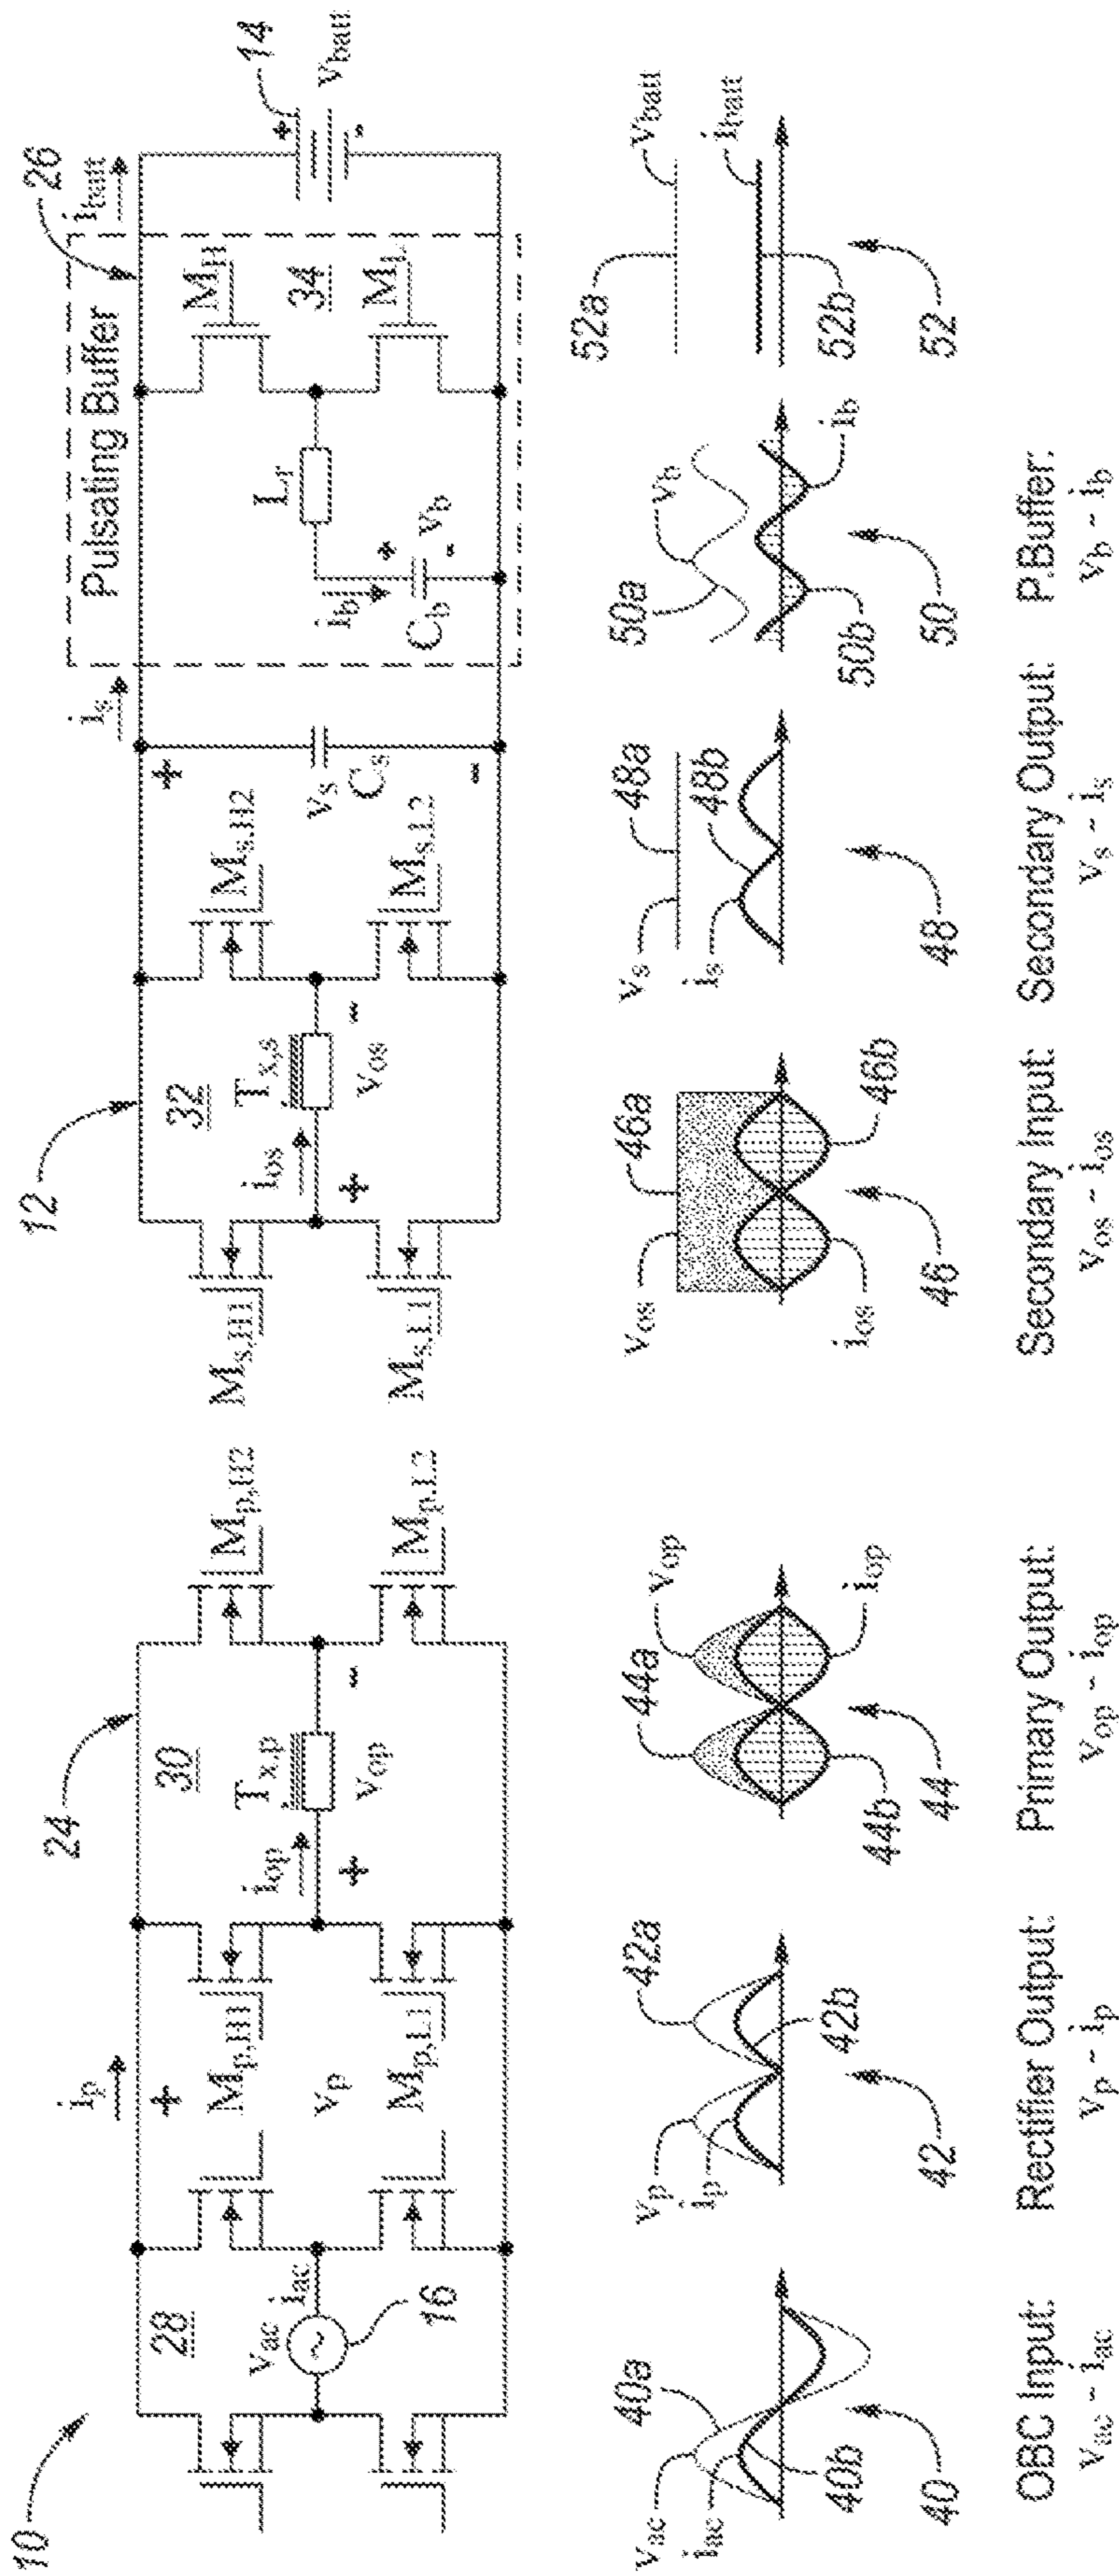 10
28
v_ac
i_ac
16
i_p
+
M_p,H1
v_p
M_p,L1
24
30
i_op
T_x,p
v_op
+
-
M_p,H2
M_p,L2
12
M_s,H1
M_s,L1
32
i_os
T_x,s
v_os
+
-
M_s,H2
M_s,L2
i_s
+
v_s
C_s
-
Pulsating Buffer
26
i_b
C_b
+
v_b
-
L_r
M_H
34
M_L
i_batt
14
+
v_batt
-
v_ac
i_ac
40a
40b
40
OBC Input:
v_ac ~ i_ac
v_p
i_p
42a
42b
42
Rectifier Output:
v_p ~ i_p
44a
v_op
44b
i_op
44
Primary Output:
v_op ~ i_op
v_os
46a
i_os
46b
46
Secondary Input:
v_os ~ i_os
v_s
i_s
48a
48b
48
Secondary Output:
v_s ~ i_s
50a
v_b
50b
i_b
50
P.Buffer:
v_b ~ i_b
52a
v_batt
i_batt
52b
52